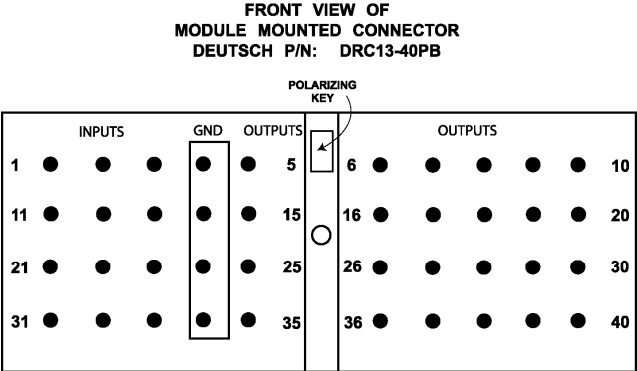 FRONT VIEW OF
MODULE MOUNTED CONNECTOR
DEUTSCH P/N: DRC13-40PB
POLARIZING
KEY
INPUTS GND OUTPUTS OUTPUTS
1 5 6 10
11 15 16 20
21 25 26 30
31 35 36 40